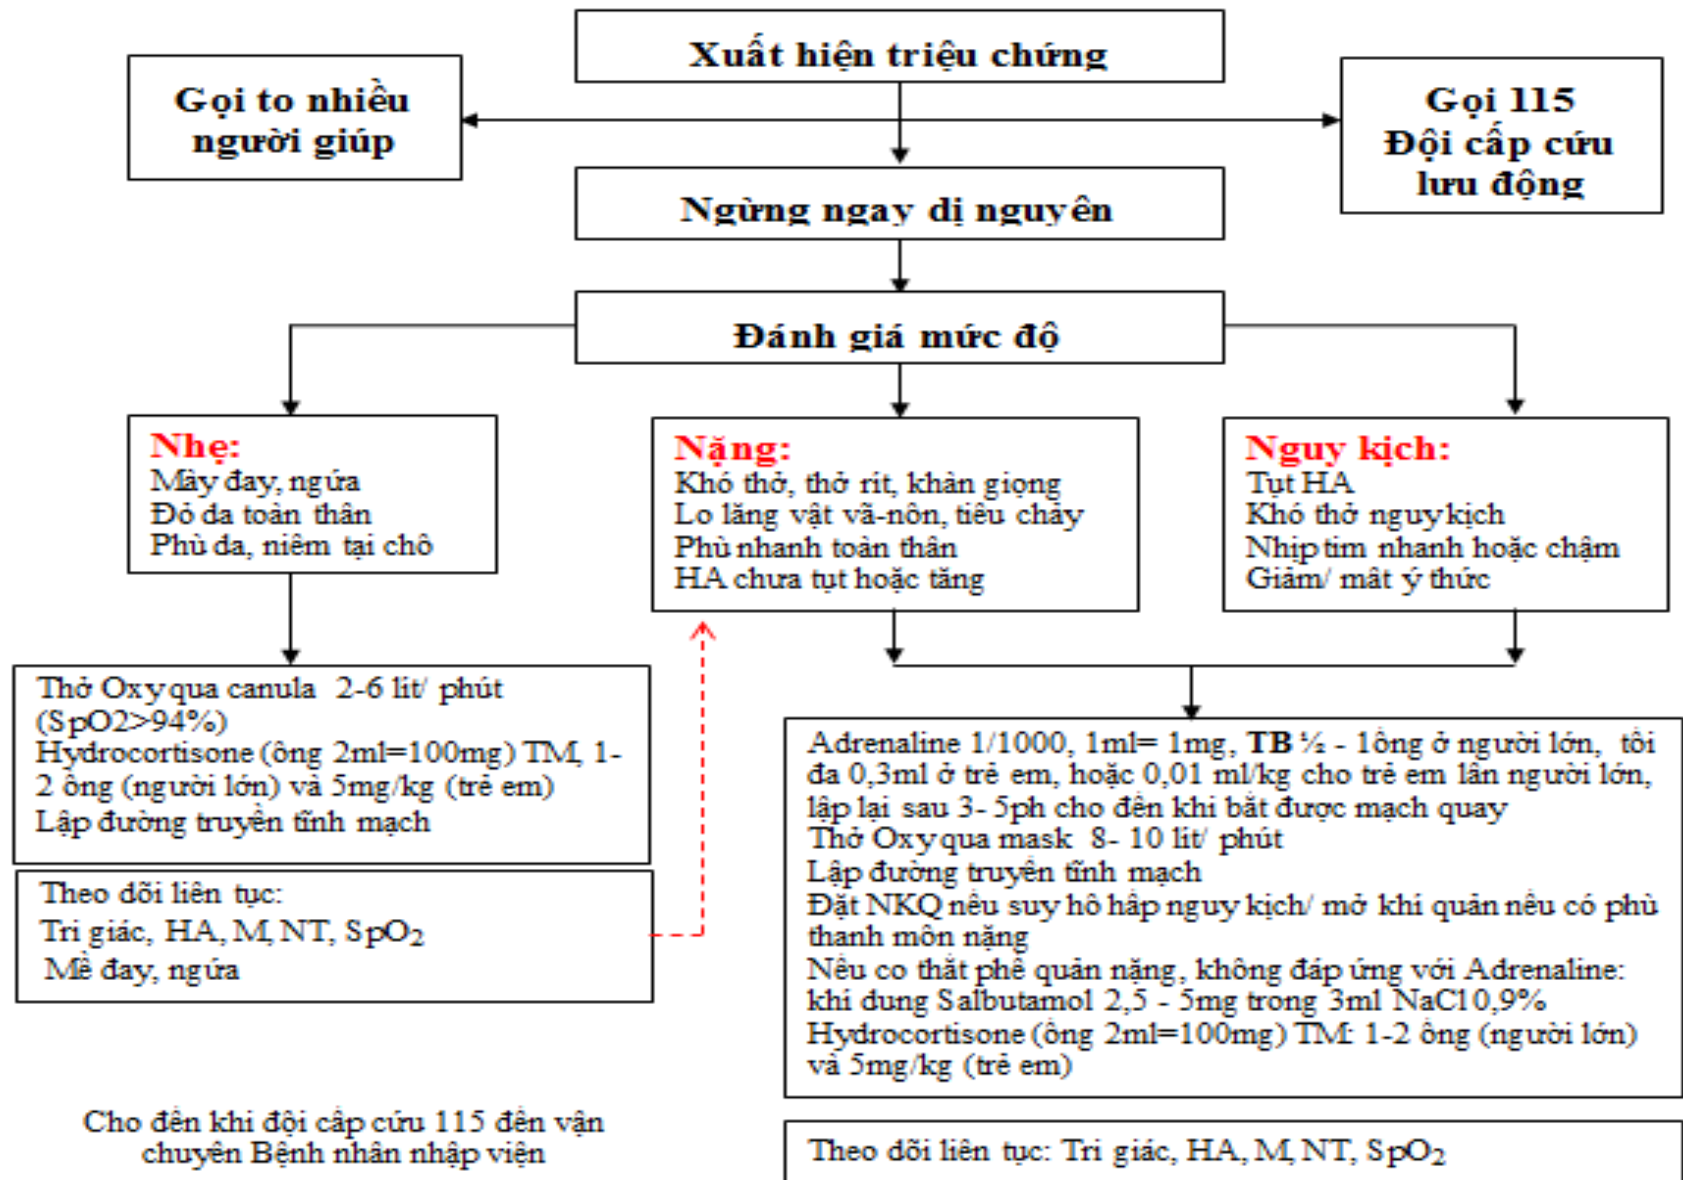 Xuất hiện triệu chứng
Gọi to nhiều
người giúp
Gọi 115
Đội cấp cứu
lưu động
Ngừng ngay dị nguyên
Đánh giá mức độ
Nhẹ:
Mày đay, ngứa
Đỏ da toàn thân
Phù da, niêm tại chỗ
Nặng:
Khó thở, thở rít, khàn giọng
Lo lắng vật vã-nôn, tiêu chảy
Phù nhanh toàn thân
HA chưa tụt hoặc tăng
Nguy kịch:
Tụt HA
Khó thở nguy kịch
Nhịp tim nhanh hoặc chậm
Giảm/ mất ý thức
Thở Oxy qua canula 2-6 lit/ phút
(SpO2>94%)
Hydrocortisone (ống 2ml=100mg) TM, 1-
2 ống (người lớn) và 5mg/kg (trẻ em)
Lập đường truyền tĩnh mạch
Theo dõi liên tục:
Tri giác, HA, M, NT, SpO₂
Mề đay, ngứa
Adrenaline 1/1000, 1ml= 1mg, TB ½ - 1ống ở người lớn, tối
đa 0,3ml ở trẻ em, hoặc 0,01 ml/kg cho trẻ em lẫn người lớn,
lập lại sau 3- 5ph cho đến khi bắt được mạch quay
Thở Oxy qua mask 8- 10 lit/ phút
Lập đường truyền tĩnh mạch
Đặt NKQ nếu suy hô hấp nguy kịch/ mở khí quản nếu có phù
thanh môn nặng
Nếu co thắt phế quản nặng, không đáp ứng với Adrenaline:
khí dung Salbutamol 2,5 - 5mg trong 3ml NaCl 0,9%
Hydrocortisone (ống 2ml=100mg) TM: 1-2 ống (người lớn)
và 5mg/kg (trẻ em)
Cho đến khi đội cấp cứu 115 đến vận
chuyển Bệnh nhân nhập viện
Theo dõi liên tục: Tri giác, HA, M, NT, SpO₂